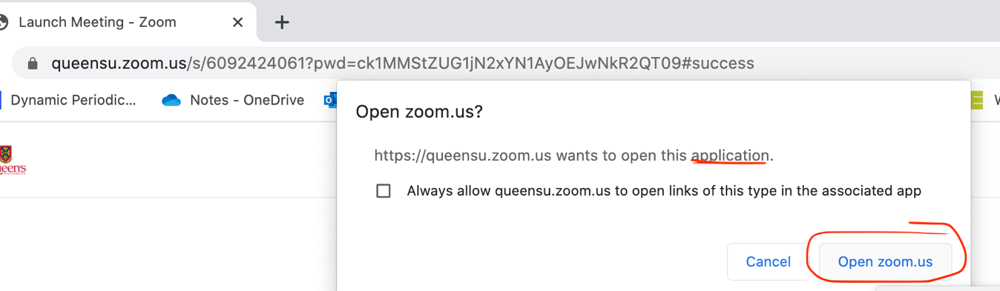 Launch Meeting - Zoom
queensu.zoom.us/s/6092424061?pwd=ck1MMStZUG1jN2xYN1AyOEJwNkR2QT09#success
Dynamic Periodic...
Notes - OneDrive
Open zoom.us?
https://queensu.zoom.us wants to open this application.
Always allow queensu.zoom.us to open links of this type in the associated app
Cancel
Open zoom.us